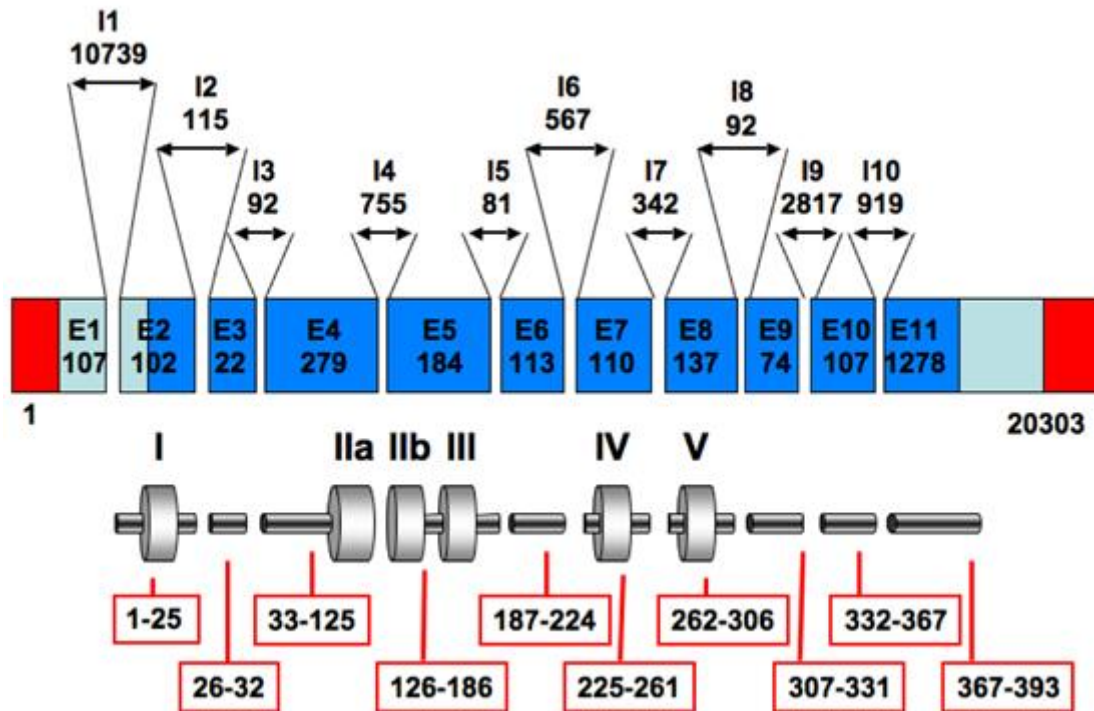 I1
10739
I2
115
I3
92
I4
755
I5
81
I6
567
I7
342
I8
92
I9
2817
I10
919
E1
107
E2
102
E3
22
E4
279
E5
184
E6
113
E7
110
E8
137
E9
74
E10
107
E11
1278
1
20303
I
IIa
IIb
III
IV
V
1-25
33-125
187-224
262-306
332-367
26-32
126-186
225-261
307-331
367-393